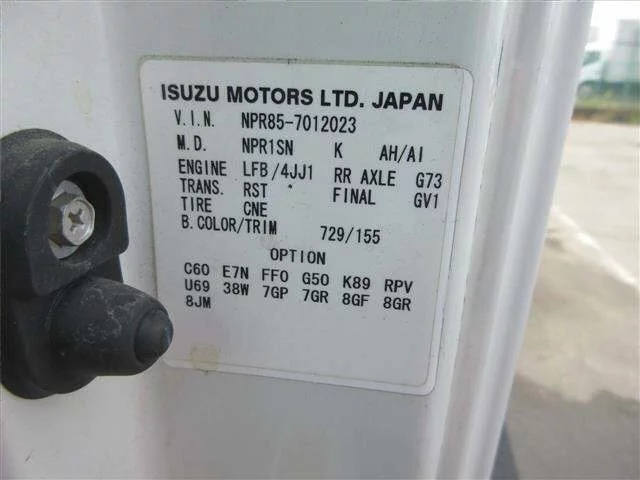 ISUZU MOTORS LTD. JAPAN
V.I.N. NPR85-7012023
M.D. NPR1SN K AH/AI
ENGINE LFB/4JJ1 RR AXLE G73
TRANS. RST * FINAL GV1
TIRE CNE
B.COLOR/TRIM 729/155
OPTION
C60 E7N FF0 G50 K89 RPV
U69 38W 7GP 7GR 8GF 8GR
8JM